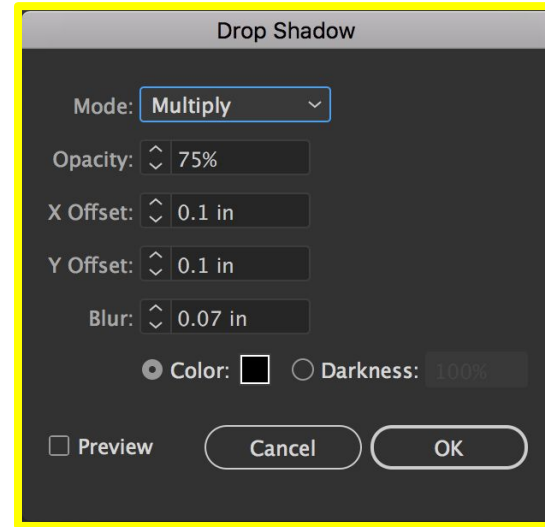 Drop Shadow
Mode: Multiply
Opacity: 75%
X Offset: 0.1 in
Y Offset: 0.1 in
Blur: 0.07 in
Color: Darkness: 100%
Preview Cancel OK